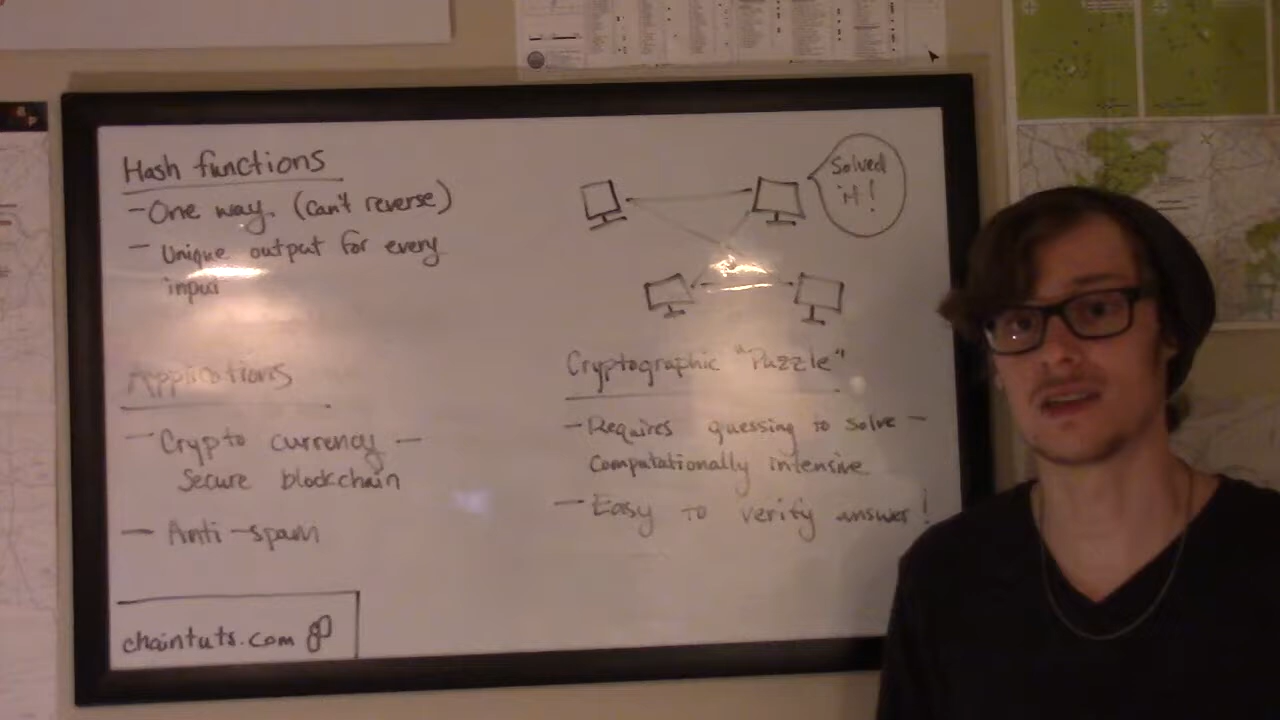 Hash functions
- One way. (Can't reverse)
- Unique output for every
input
Applications
- Crypto currency -
Secure blockchain
- Anti-spam
chaintuts.com
Solved
it!
Cryptographic "Puzzle"
- Requires guessing to solve -
Computationally intensive
- Easy to verify answer!